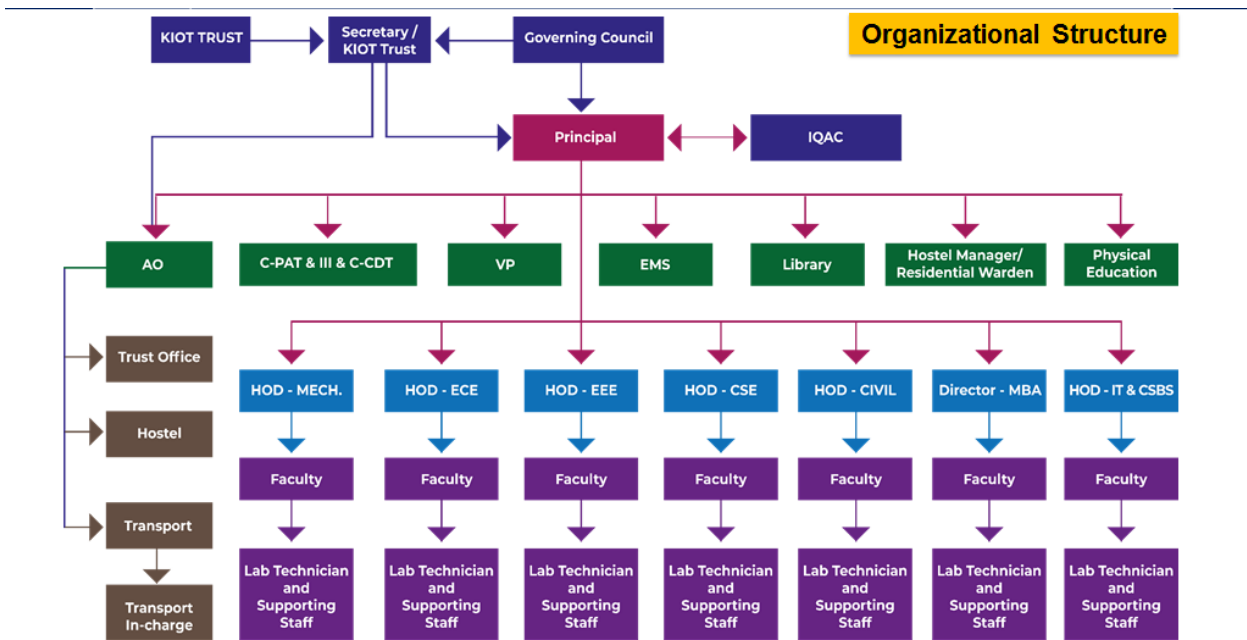 Organizational Structure
KIOT TRUST
Secretary /
KIOT Trust
Governing Council
Principal
IQAC
AO
C-PAT & III & C-CDT
VP
EMS
Library
Hostel Manager/
Residential Warden
Physical
Education
Trust Office
Hostel
Transport
Transport
In-charge
HOD - MECH.
HOD - ECE
HOD - EEE
HOD - CSE
HOD - CIVIL
Director - MBA
HOD - IT & CSBS
Faculty
Faculty
Faculty
Faculty
Faculty
Faculty
Faculty
Lab Technician
and
Supporting
Staff
Lab Technician
and
Supporting
Staff
Lab Technician
and
Supporting
Staff
Lab Technician
and
Supporting
Staff
Lab Technician
and
Supporting
Staff
Lab Technician
and
Supporting
Staff
Lab Technician
and
Supporting
Staff